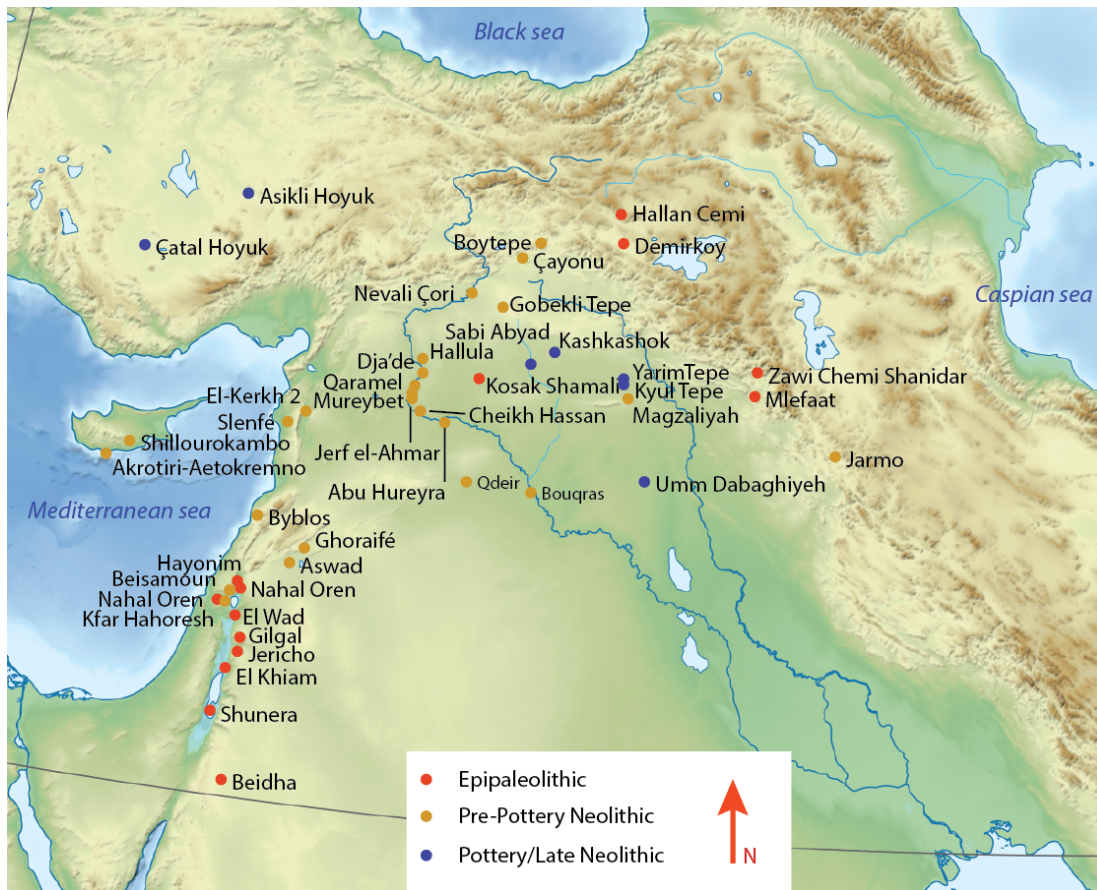 Black sea
Asikli Hoyuk
Hallan Cemi
Çatal Hoyuk
Boytepe
Demirkoy
Çayonu
Nevali Çori
Caspian sea
Gobekli Tepe
Sabi Abyad
Kashkashok
Hallula
Dja'de
YarimTepe
Zawi Chemi Shanidar
Qaramel
Kosak Shamali
Kyul Tepe
El-Kerkh 2
Mureybet
Mlefaat
Slenfé
Cheikh Hassan
Magzaliyah
Shillourokambo
Jerf el-Ahmar
Akrotiri-Aetokremno
Jarmo
Abu Hureyra
Qdeir
Bouqras
Umm Dabaghiyeh
Mediterranean sea
Byblos
Ghoraifé
Hayonim
Aswad
Beisamoun
Nahal Oren
Nahal Oren
Kfar Hahoresh
El Wad
Gilgal
Jericho
El Khiam
Shunera
Beidha
Epipaleolithic
Pre-Pottery Neolithic
Pottery/Late Neolithic
N